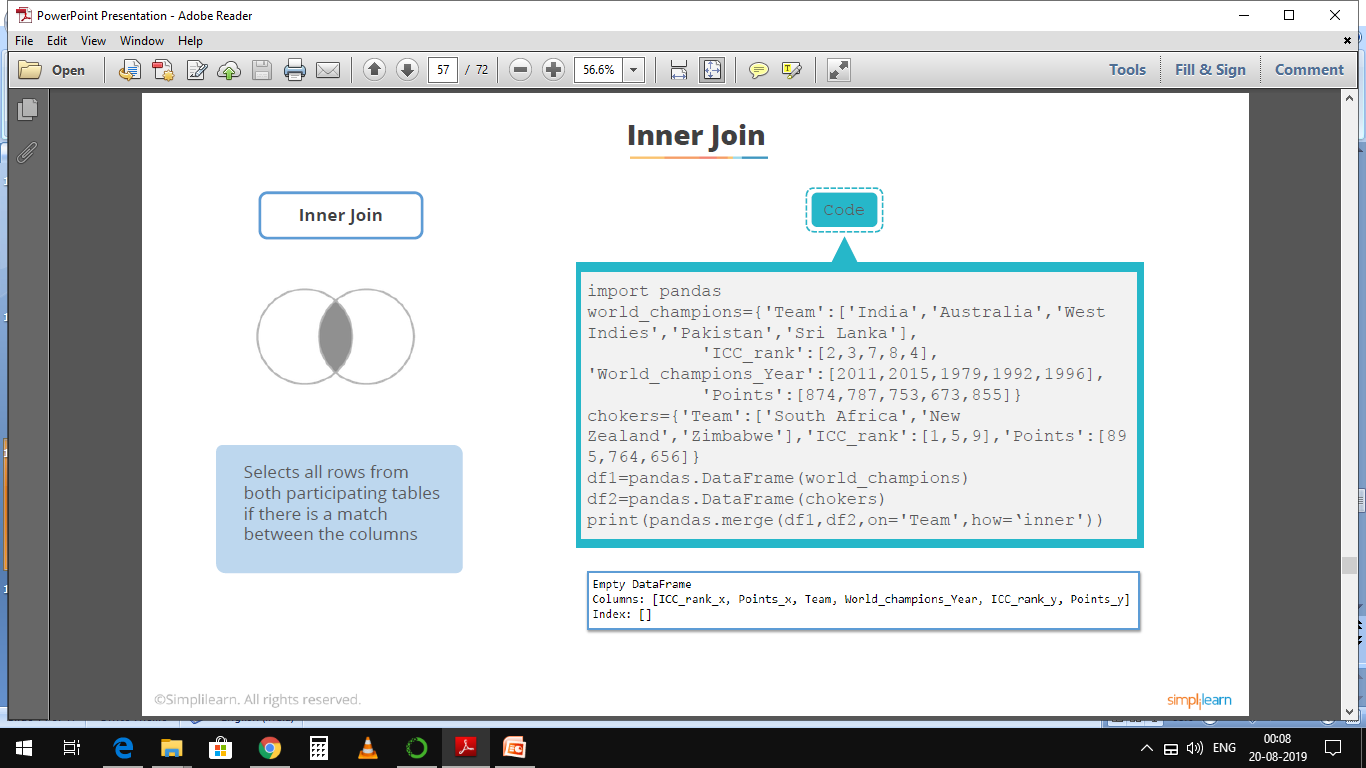 PowerPoint Presentation - Adobe Reader
File Edit View Window Help
Open 57 / 72 56.6% Tools Fill & Sign Comment
Inner Join
Inner Join
Selects all rows from
both participating tables
if there is a match
between the columns
Code
import pandas
world_champions={'Team':['India','Australia','West
Indies','Pakistan','Sri Lanka'],
'ICC_rank':[2,3,7,8,4],
'World_champions_Year':[2011,2015,1979,1992,1996],
'Points':[874,787,753,673,855]}
chokers={'Team':['South Africa','New
Zealand','Zimbabwe'],'ICC_rank':[1,5,9],'Points':[89
5,764,656]}
df1=pandas.DataFrame(world_champions)
df2=pandas.DataFrame(chokers)
print(pandas.merge(df1,df2,on='Team',how=‘inner'))
Empty DataFrame
Columns: [ICC_rank_x, Points_x, Team, World_champions_Year, ICC_rank_y, Points_y]
Index: []
©Simplilearn. All rights reserved.
simplilearn
ENG
00:08
20-08-2019